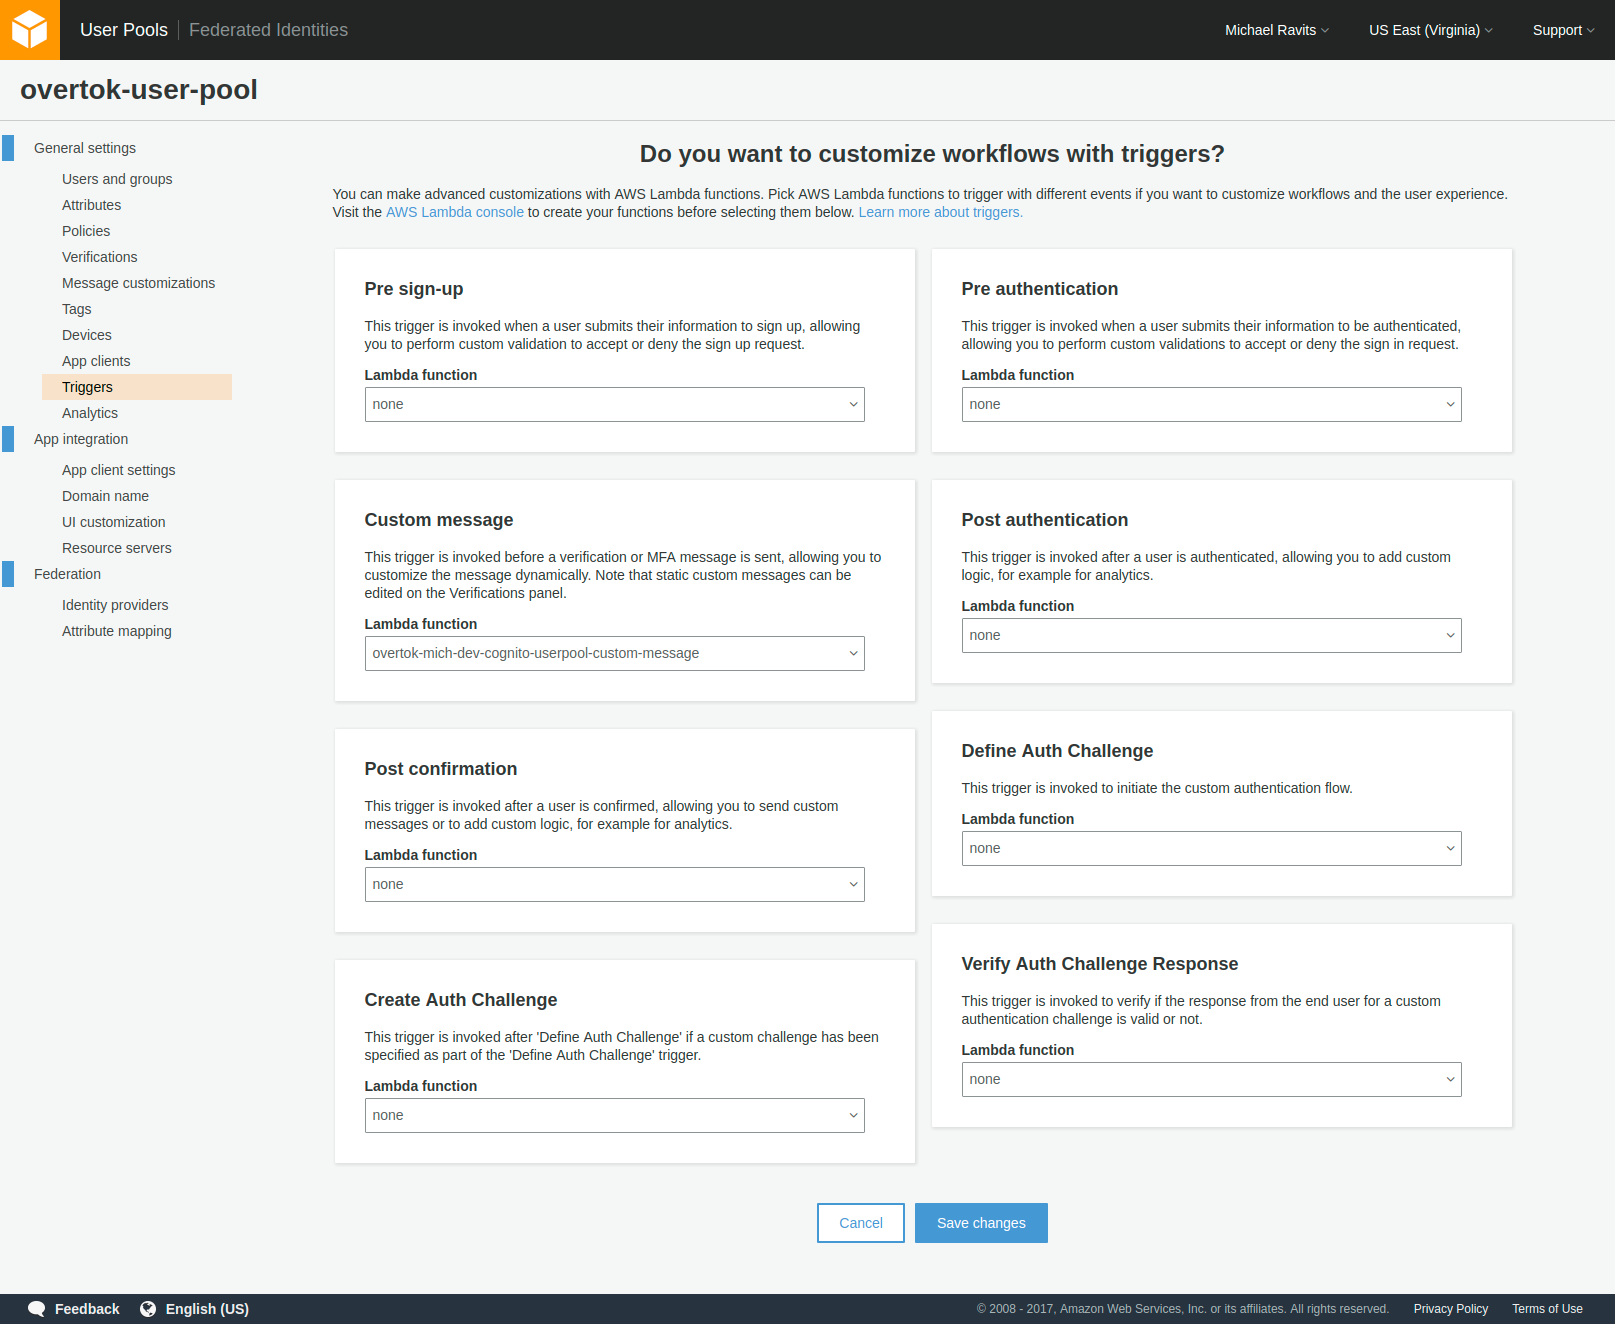 User Pools
Federated Identities
Michael Ravits
US East (Virginia)
Support
overtok-user-pool
General settings
Users and groups
Attributes
Policies
Verifications
Message customizations
Tags
Devices
App clients
Triggers
Analytics
App integration
App client settings
Domain name
UI customization
Resource servers
Federation
Identity providers
Attribute mapping
Do you want to customize workflows with triggers?
You can make advanced customizations with AWS Lambda functions. Pick AWS Lambda functions to trigger with different events if you want to customize workflows and the user experience.
Visit the AWS Lambda console to create your functions before selecting them below. Learn more about triggers.
Pre sign-up
This trigger is invoked when a user submits their information to sign up, allowing
you to perform custom validation to accept or deny the sign up request.
Lambda function
none
Custom message
This trigger is invoked before a verification or MFA message is sent, allowing you to
customize the message dynamically. Note that static custom messages can be
edited on the Verifications panel.
Lambda function
overtok-mich-dev-cognito-userpool-custom-message
Post confirmation
This trigger is invoked after a user is confirmed, allowing you to send custom
messages or to add custom logic, for example for analytics.
Lambda function
none
Create Auth Challenge
This trigger is invoked after 'Define Auth Challenge' if a custom challenge has been
specified as part of the 'Define Auth Challenge' trigger.
Lambda function
none
Pre authentication
This trigger is invoked when a user submits their information to be authenticated,
allowing you to perform custom validations to accept or deny the sign in request.
Lambda function
none
Post authentication
This trigger is invoked after a user is authenticated, allowing you to add custom
logic, for example for analytics.
Lambda function
none
Define Auth Challenge
This trigger is invoked to initiate the custom authentication flow.
Lambda function
none
Verify Auth Challenge Response
This trigger is invoked to verify if the response from the end user for a custom
authentication challenge is valid or not.
Lambda function
none
Cancel
Save changes
Feedback
English (US)
© 2008 - 2017, Amazon Web Services, Inc. or its affiliates. All rights reserved.
Privacy Policy
Terms of Use